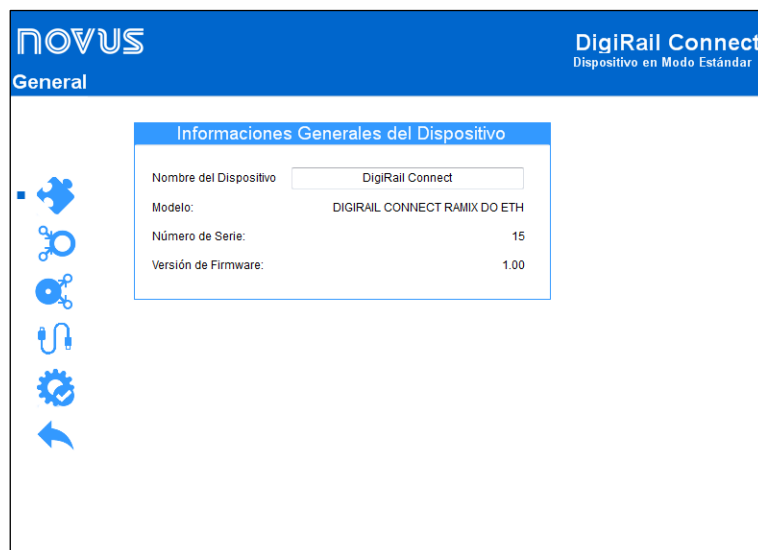 NOVUS
DigiRail Connect
Dispositivo en Modo Estándar
General
Informaciones Generales del Dispositivo
Nombre del Dispositivo DigiRail Connect
Modelo: DIGIRAIL CONNECT RAMIX DO ETH
Número de Serie: 15
Versión de Firmware: 1.00